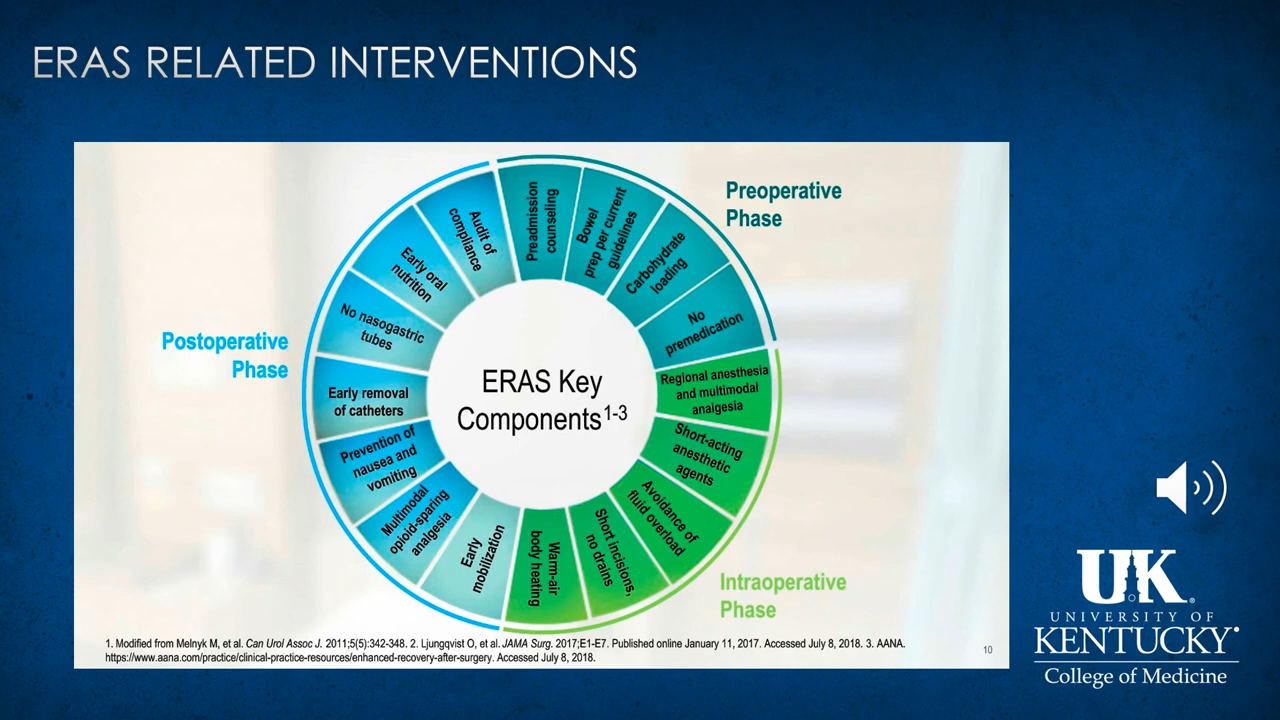 ERAS RELATED INTERVENTIONS
Preoperative
Phase
Preadmission
counseling
Bowel
prep per current
guidelines
Carbohydrate
loading
No
premedication
Regional anesthesia
and multimodal
analgesia
Short-acting
anesthetic
agents
Avoidance of
fluid overload
Short incisions,
no drains
Warm-air
body heating
Intraoperative
Phase
Early
mobilization
Multimodal
opioid-sparing
analgesia
Prevention of
nausea and
vomiting
Early removal
of catheters
No nasogastric
tubes
Early oral
nutrition
Audit of
compliance
Postoperative
Phase
ERAS Key
Components1-3
1. Modified from Melnyk M, et al. Can Urol Assoc J. 2011;5(5):342-348. 2. Ljungqvist O, et al. JAMA Surg. 2017;E1-E7. Published online January 11, 2017. Accessed July 8, 2018. 3. AANA.
https://www.aana.com/practice/clinical-practice-resources/enhanced-recovery-after-surgery. Accessed July 8, 2018.
10
UK
UNIVERSITY OF
KENTUCKY
College of Medicine